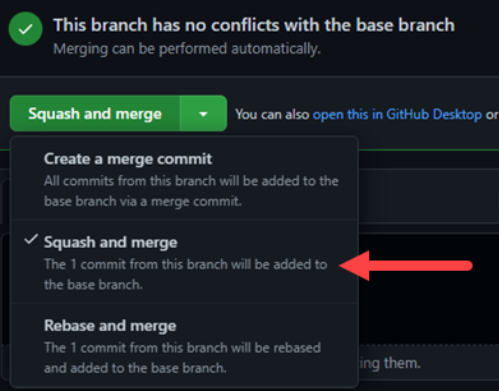 This branch has no conflicts with the base branch
Merging can be performed automatically.
Squash and merge
You can also open this in GitHub Desktop or
Create a merge commit
All commits from this branch will be added to the
base branch via a merge commit.
Squash and merge
The 1 commit from this branch will be added to
the base branch.
Rebase and merge
The 1 commit from this branch will be rebased
and added to the base branch.
ing them.